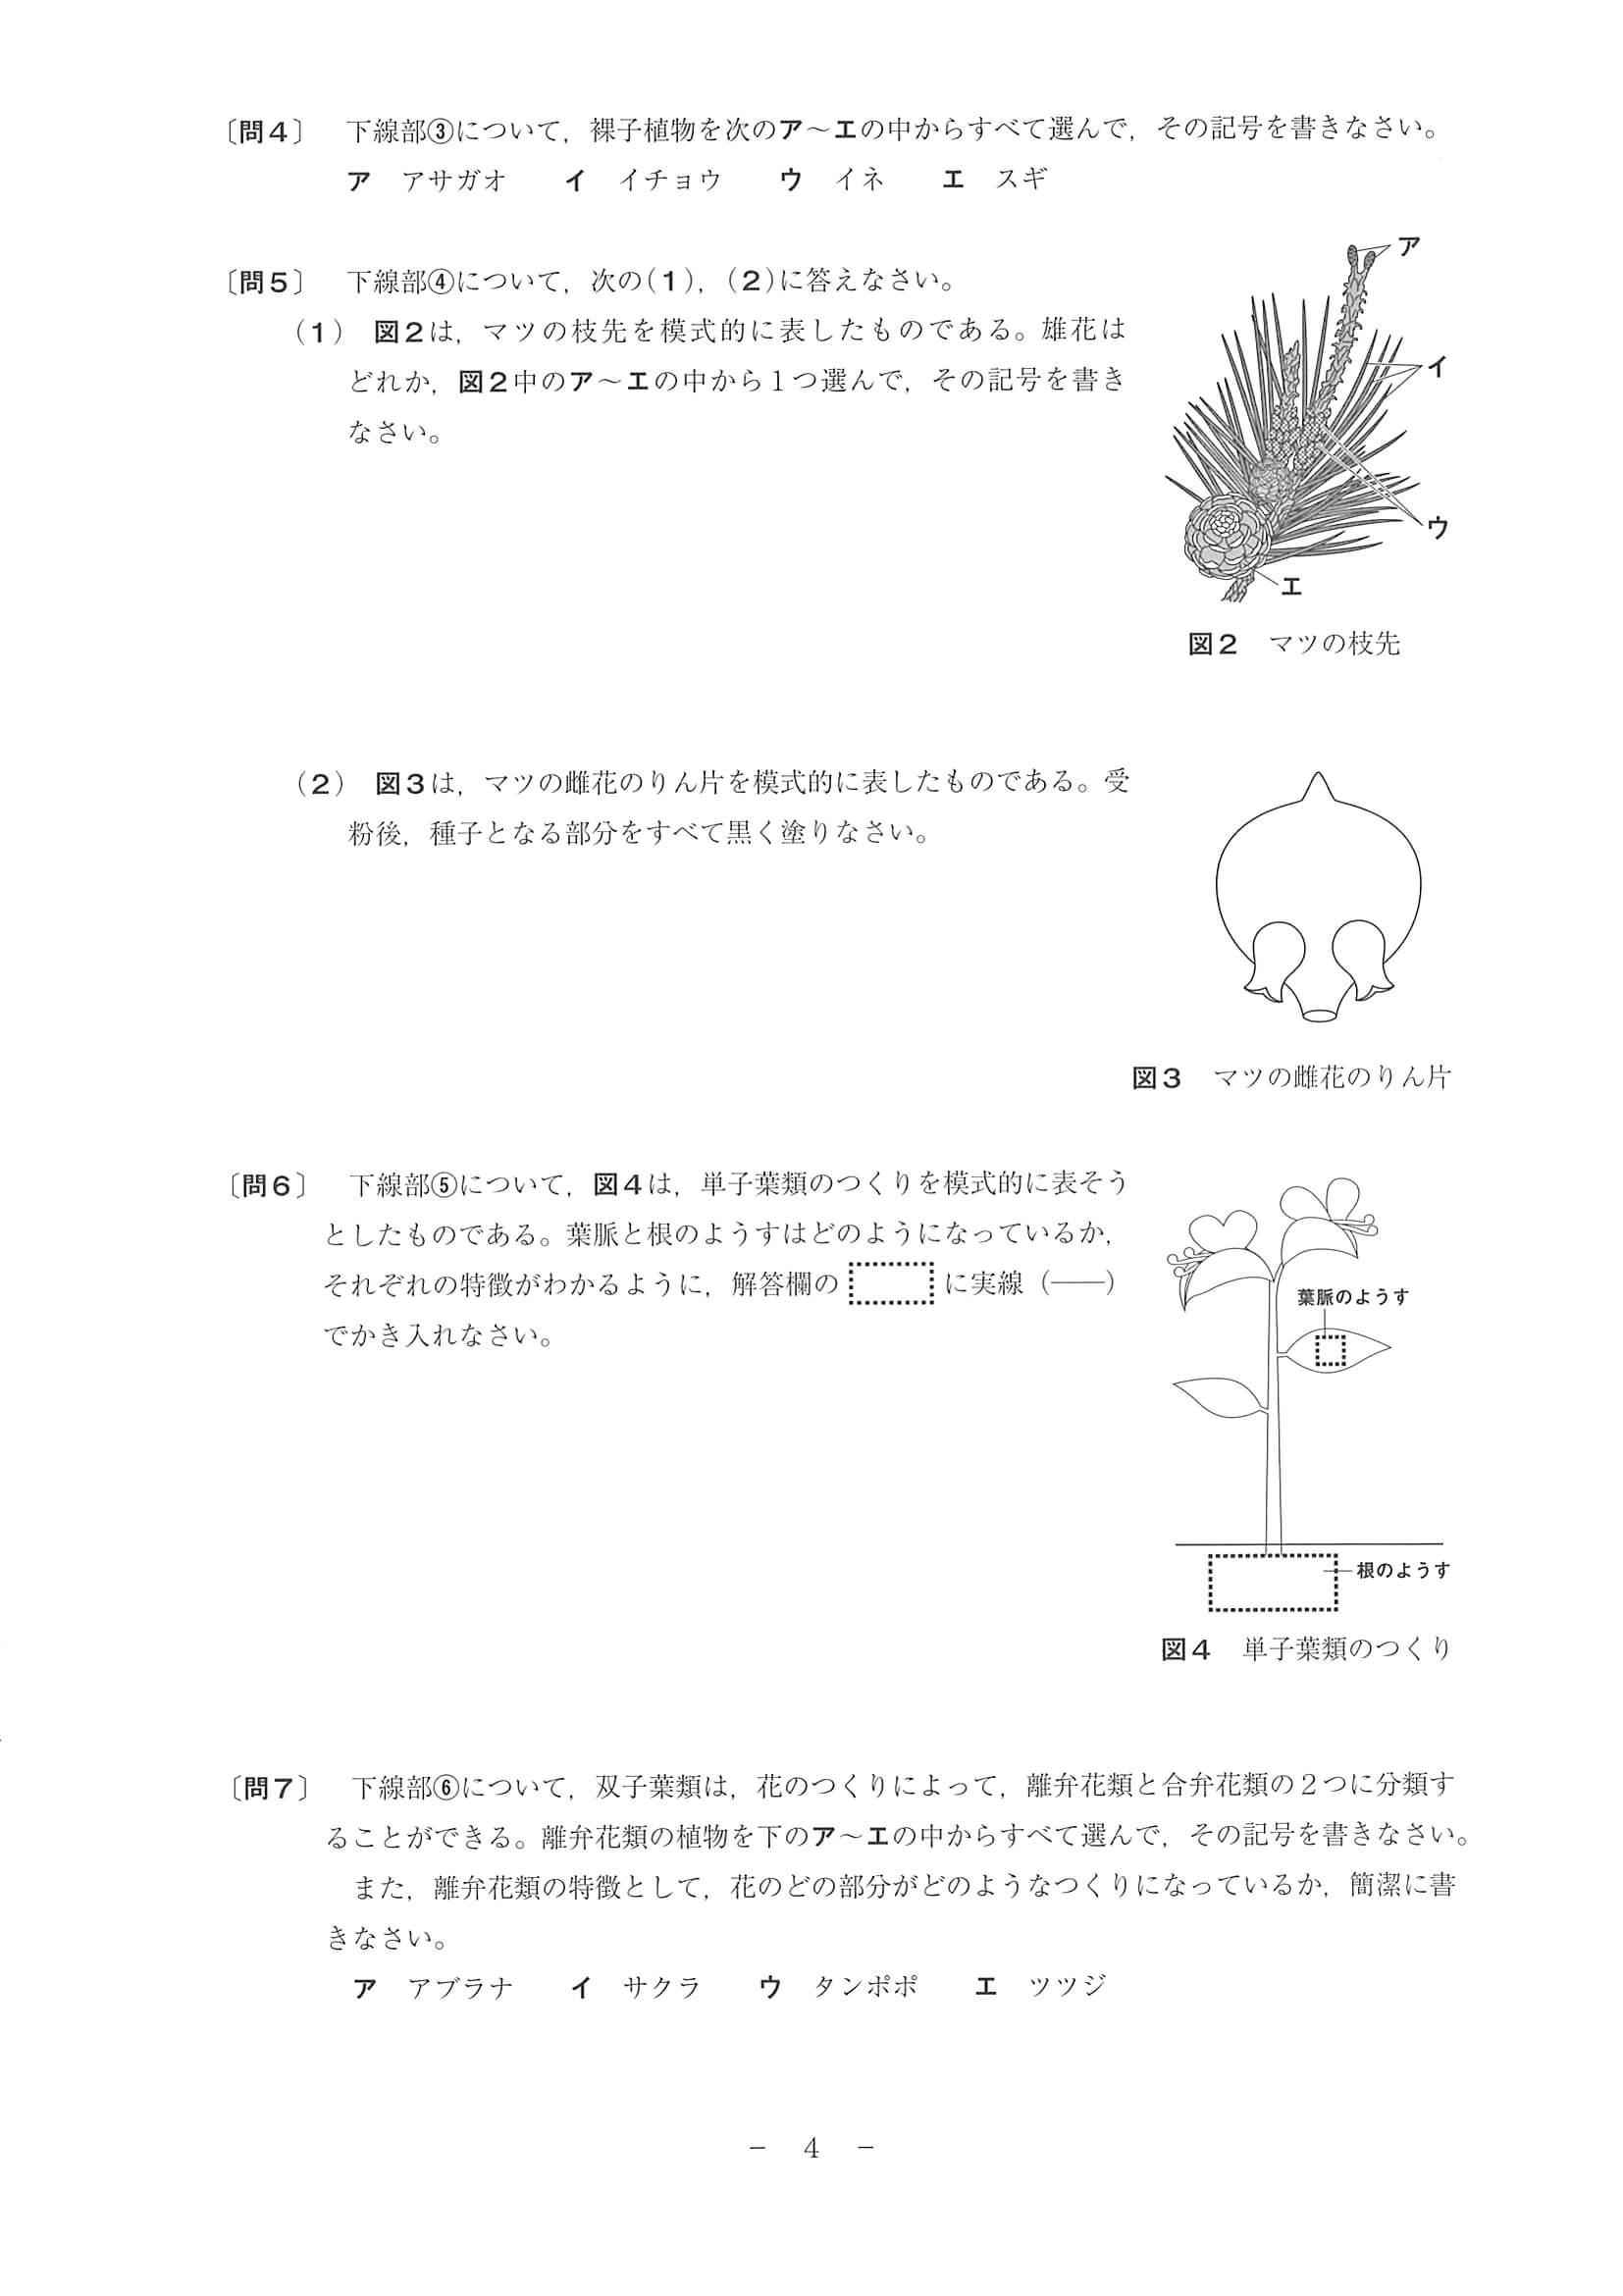 〔問4〕　下線部③について，裸子植物を次のア～エの中からすべて選んで，その記号を書きなさい。
ア　アサガオ　　イ　イチョウ　　ウ　イネ　　エ　スギ
〔問5〕　下線部④について，次の(1)，(2)に答えなさい。
(1)　図2は，マツの枝先を模式的に表したものである。雄花は
どれか，図2中のア～エの中から1つ選んで，その記号を書き
なさい。
ア
イ
ウ
エ
図2　マツの枝先
(2)　図3は，マツの雌花のりん片を模式的に表したものである。受
粉後，種子となる部分をすべて黒く塗りなさい。
図3　マツの雌花のりん片
〔問6〕　下線部⑤について，図4は，単子葉類のつくりを模式的に表そう
としたものである。葉脈と根のようすはどのようになっているか，
それぞれの特徴がわかるように，解答欄の　　に実線（――）
でかき入れなさい。
葉脈のようす
根のようす
図4　単子葉類のつくり
〔問7〕　下線部⑥について，双子葉類は，花のつくりによって，離弁花類と合弁花類の2つに分類す
ることができる。離弁花類の植物を下のア～エの中からすべて選んで，その記号を書きなさい。
また，離弁花類の特徴として，花のどの部分がどのようなつくりになっているか，簡潔に書
きなさい。
ア　アブラナ　　イ　サクラ　　ウ　タンポポ　　エ　ツツジ
－　4　－